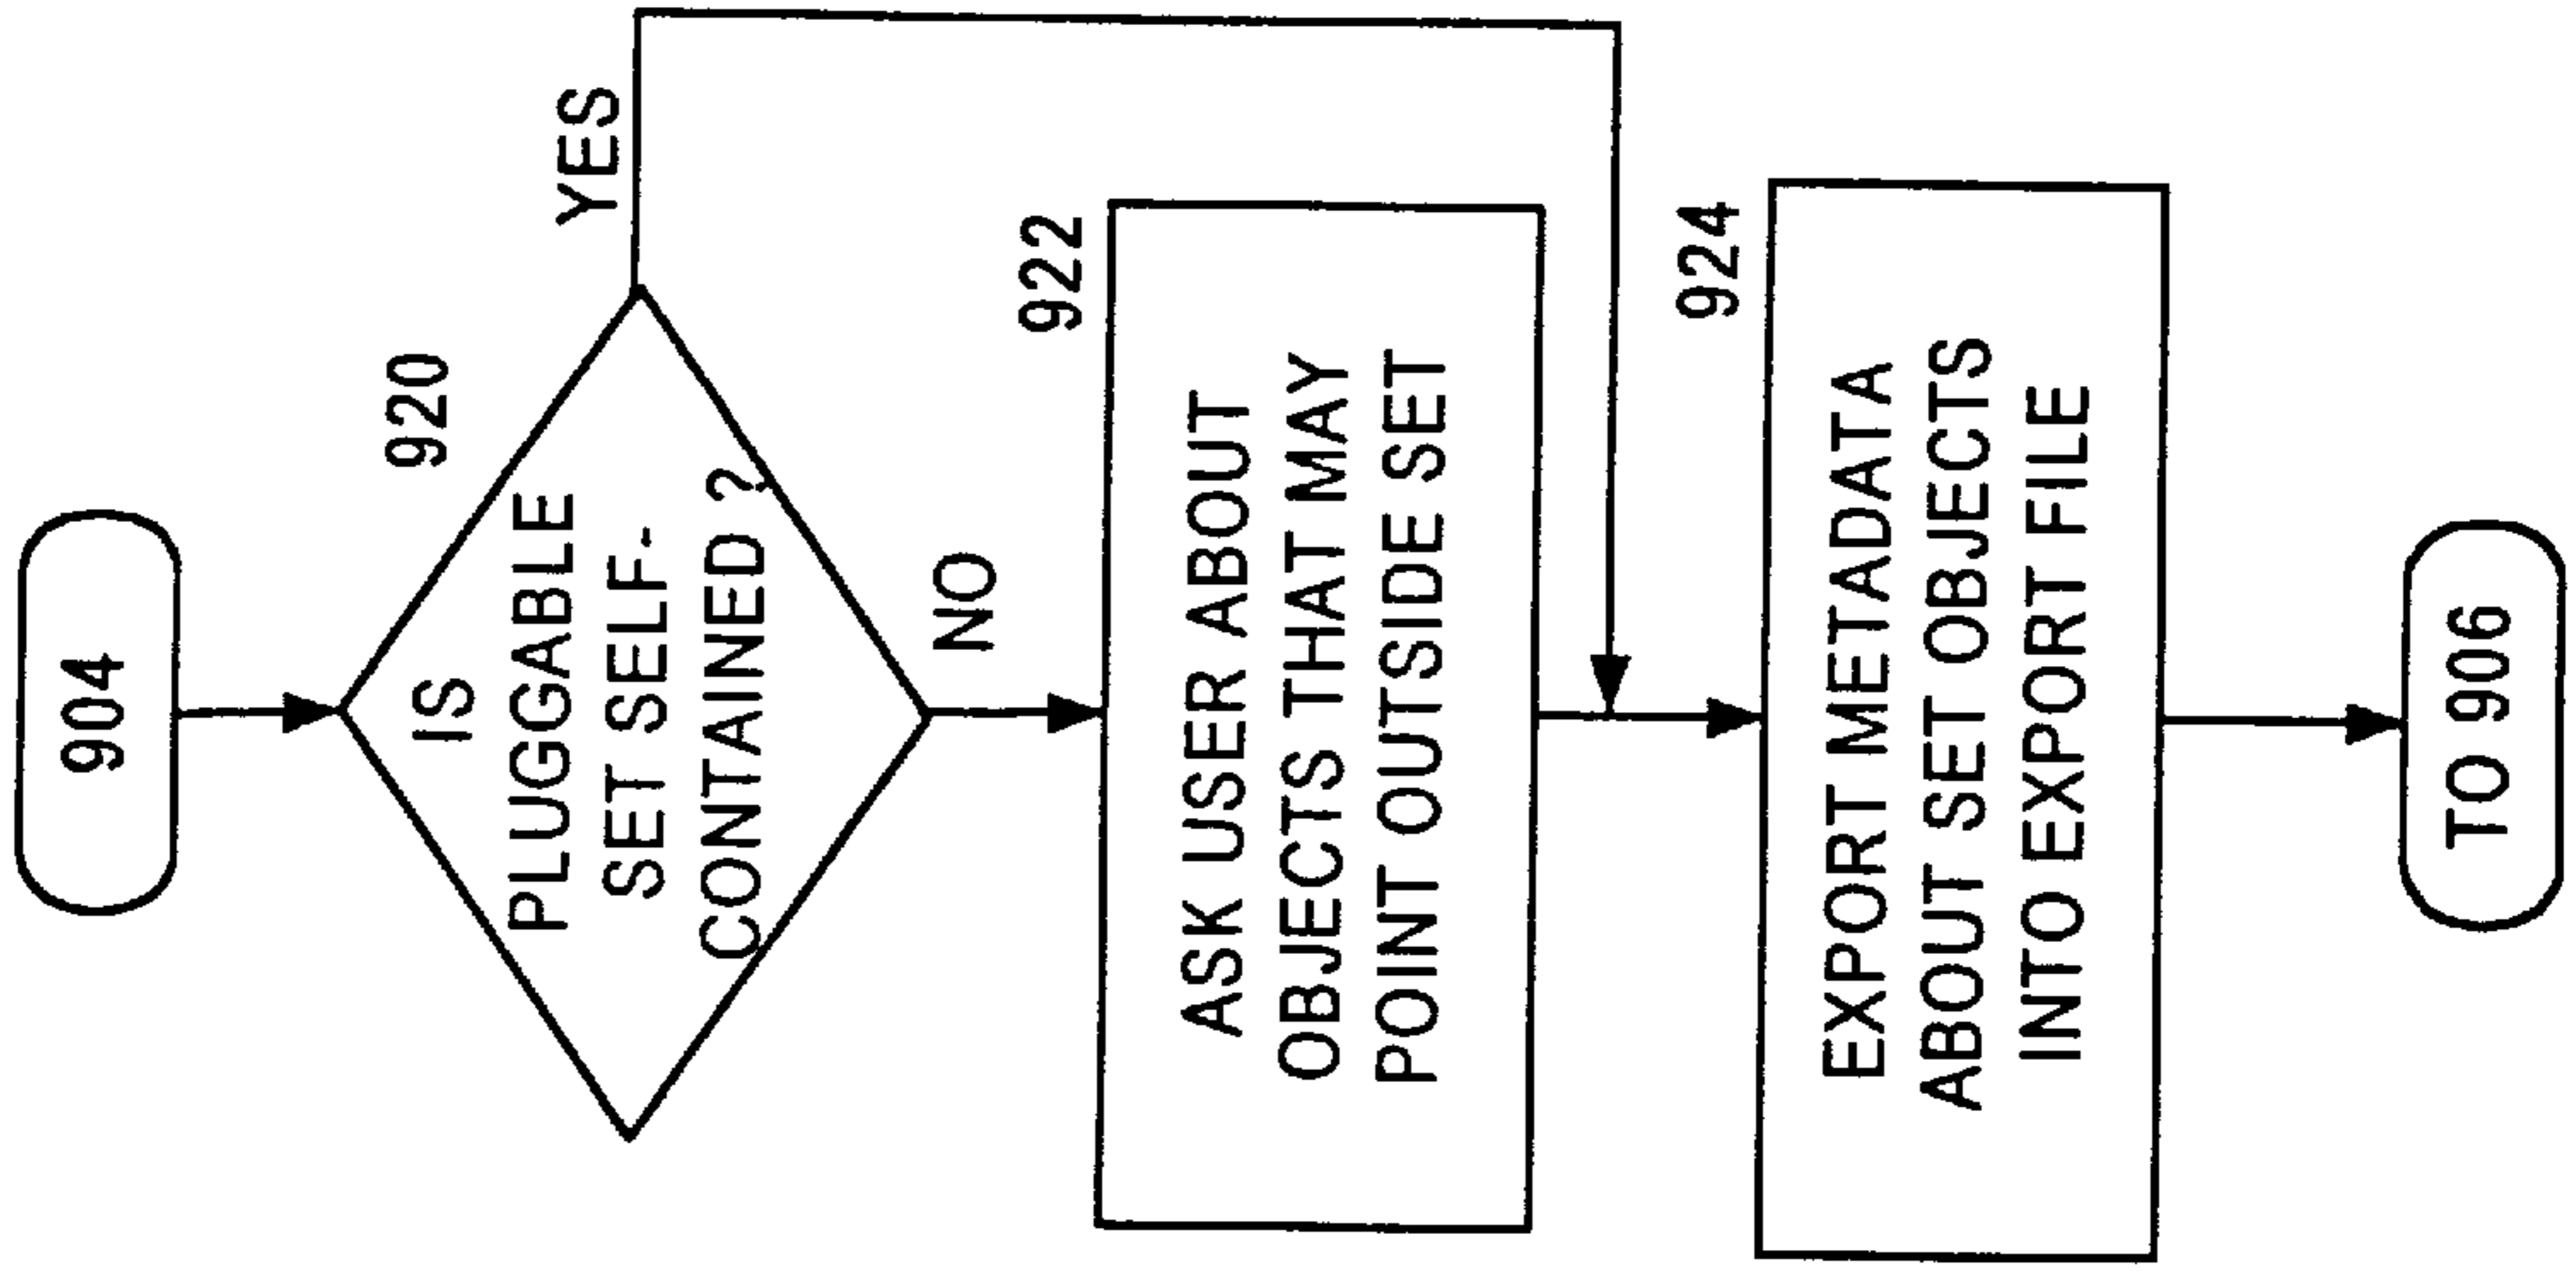 904
920
IS
PLUGGABLE
SET SELF-
CONTAINED ?
YES
NO
922
ASK USER ABOUT
OBJECTS THAT MAY
POINT OUTSIDE SET
924
EXPORT METADATA
ABOUT SET OBJECTS
INTO EXPORT FILE
TO 906